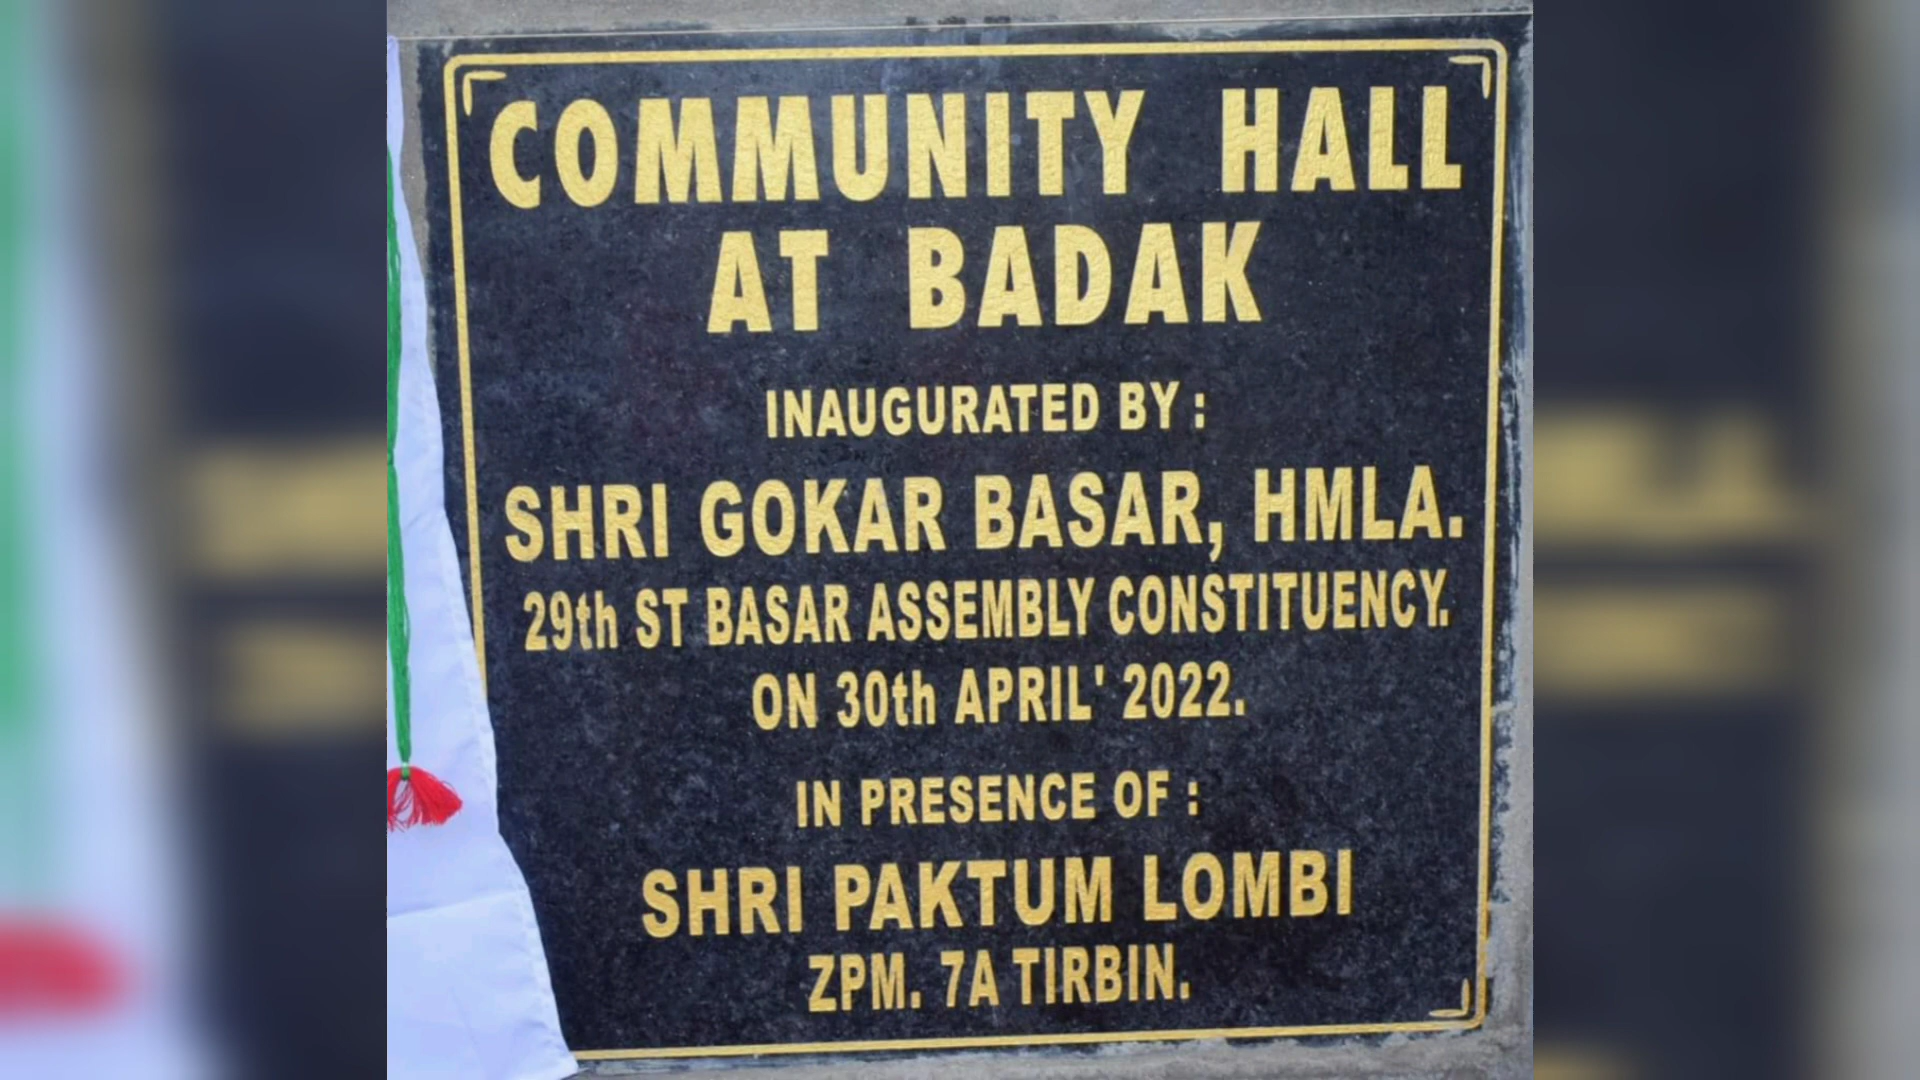 COMMUNITY HALL
AT BADAK
INAUGURATED BY :
SHRI GOKAR BASAR, HMLA.
29th ST BASAR ASSEMBLY CONSTITUENCY.
ON 30th APRIL' 2022.
IN PRESENCE OF :
SHRI PAKTUM LOMBI
ZPM. 7A TIRBIN.